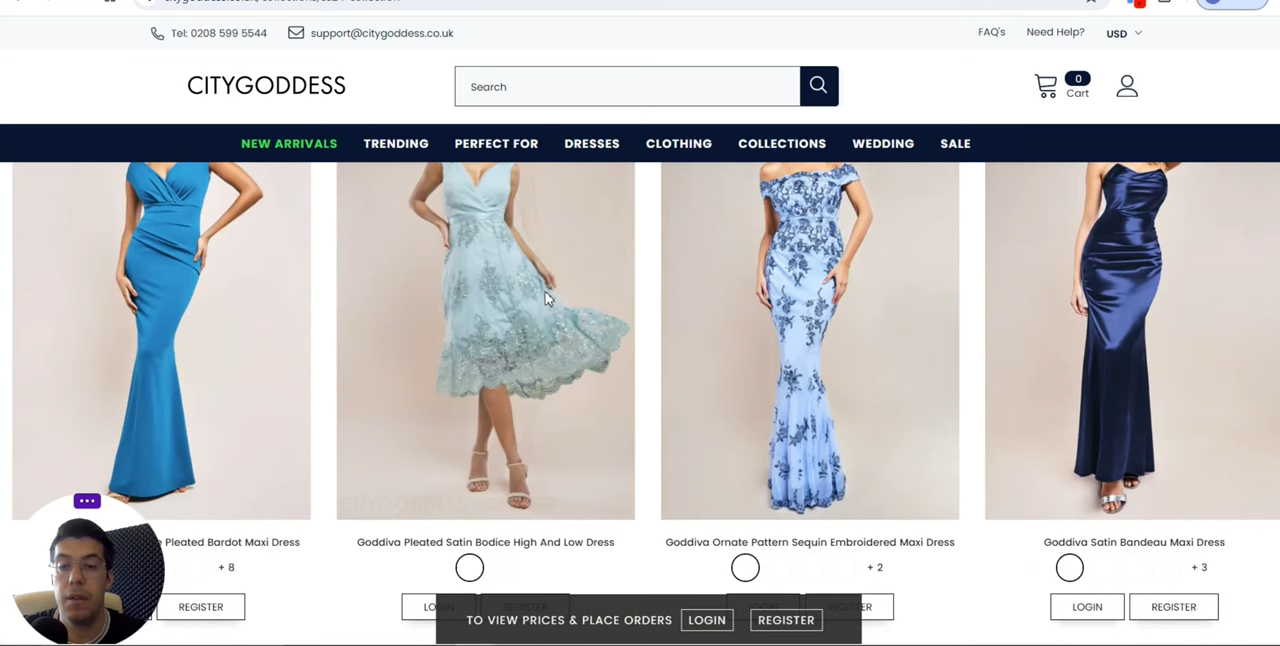 Tel: 0208 599 5544
support@citygoddess.co.uk
FAQ's
Need Help?
USD
CITYGODDESS
Search
0
Cart
NEW ARRIVALS
TRENDING
PERFECT FOR
DRESSES
CLOTHING
COLLECTIONS
WEDDING
SALE
CITYGODDESS
Pleated Bardot Maxi Dress
Goddiva Pleated Satin Bodice High And Low Dress
Goddiva Ornate Pattern Sequin Embroidered Maxi Dress
Goddiva Satin Bandeau Maxi Dress
+ 8
+ 2
+ 3
REGISTER
LOGIN
REGISTER
LOGIN
REGISTER
LOGIN
REGISTER
TO VIEW PRICES & PLACE ORDERS
LOGIN
REGISTER